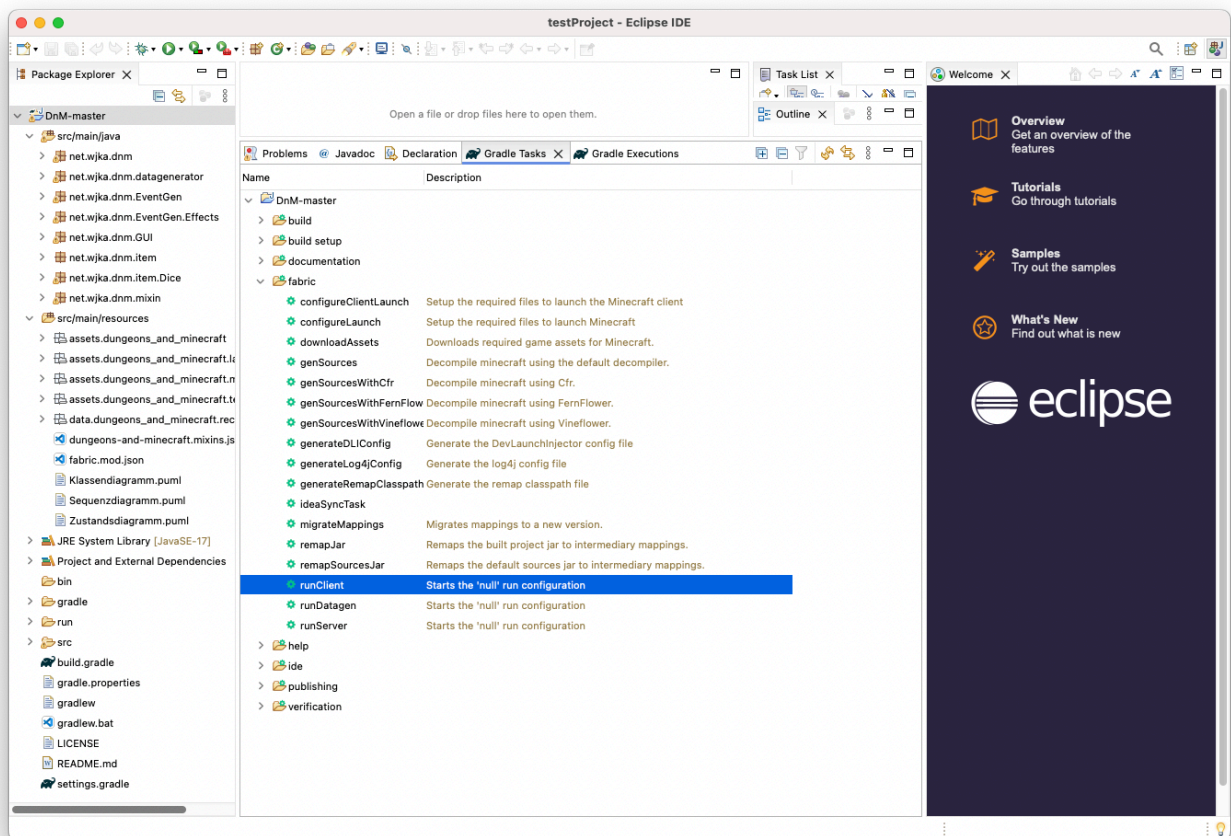 testProject - Eclipse IDE
Package Explorer
DnM-master
src/main/java
net.wjka.dnm
net.wjka.dnm.datagenerator
net.wjka.dnm.EventGen
net.wjka.dnm.EventGen.Effects
net.wjka.dnm.GUI
net.wjka.dnm.item
net.wjka.dnm.item.Dice
net.wjka.dnm.mixin
src/main/resources
assets.dungeons_and_minecraft
assets.dungeons_and_minecraft.la
assets.dungeons_and_minecraft.m
assets.dungeons_and_minecraft.te
data.dungeons_and_minecraft.rec
dungeons-and-minecraft.mixins.js
fabric.mod.json
Klassendiagramm.puml
Sequenzdiagramm.puml
Zustandsdiagramm.puml
JRE System Library [JavaSE-17]
Project and External Dependencies
bin
gradle
run
src
build.gradle
gradle.properties
gradlew
gradlew.bat
LICENSE
README.md
settings.gradle
Open a file or drop files here to open them.
Task List
Outline
Problems @ Javadoc Declaration Gradle Tasks Gradle Executions
Name Description
DnM-master
build
build setup
documentation
fabric
configureClientLaunch Setup the required files to launch the Minecraft client
configureLaunch Setup the required files to launch Minecraft
downloadAssets Downloads required game assets for Minecraft.
genSources Decompile minecraft using the default decompiler.
genSourcesWithCfr Decompile minecraft using Cfr.
genSourcesWithFernFlow Decompile minecraft using FernFlower.
genSourcesWithVineflowe Decompile minecraft using Vineflower.
generateDLIConfig Generate the DevLaunchInjector config file
generateLog4jConfig Generate the log4j config file
generateRemapClasspath Generate the remap classpath file
ideaSyncTask
migrateMappings Migrates mappings to a new version.
remapJar Remaps the built project jar to intermediary mappings.
remapSourcesJar Remaps the default sources jar to intermediary mappings.
runClient Starts the 'null' run configuration
runDatagen Starts the 'null' run configuration
runServer Starts the 'null' run configuration
help
ide
publishing
verification
Welcome
Overview
Get an overview of the
features
Tutorials
Go through tutorials
Samples
Try out the samples
What's New
Find out what is new
eclipse